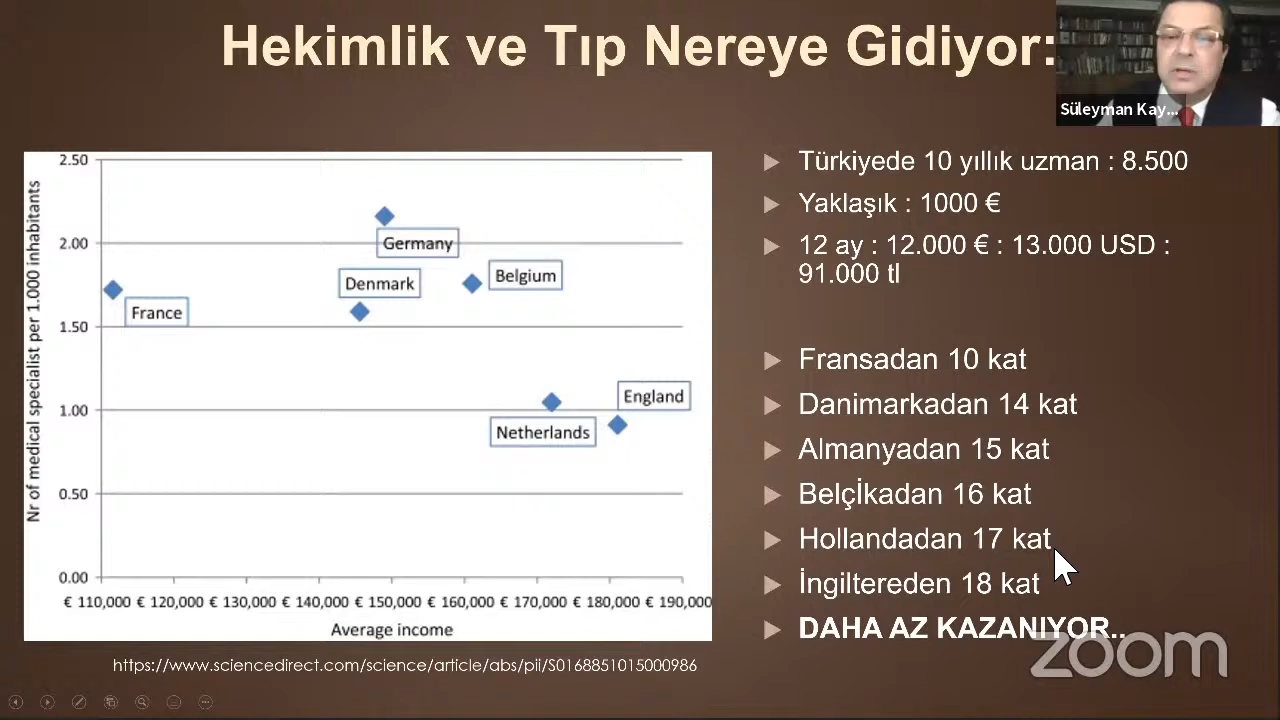 Hekimlik ve Tıp Nereye Gidiyor:
Süleyman Kay...
2.50
2.00
1.50
1.00
0.50
0.00
Nr of medical specialist per 1.000 inhabitants
Germany
Denmark
Belgium
France
England
Netherlands
€ 110,000 € 120,000 € 130,000 € 140,000 € 150,000 € 160,000 € 170,000 € 180,000 € 190,000
Average income
https://www.sciencedirect.com/science/article/abs/pii/S0168851015000986
Türkiyede 10 yıllık uzman : 8.500
Yaklaşık : 1000 €
12 ay : 12.000 € : 13.000 USD :
91.000 tl
Fransadan 10 kat
Danimarkadan 14 kat
Almanyadan 15 kat
Belçİkadan 16 kat
Hollandadan 17 kat
İngiltereden 18 kat
DAHA AZ KAZANIYOR..
zoom